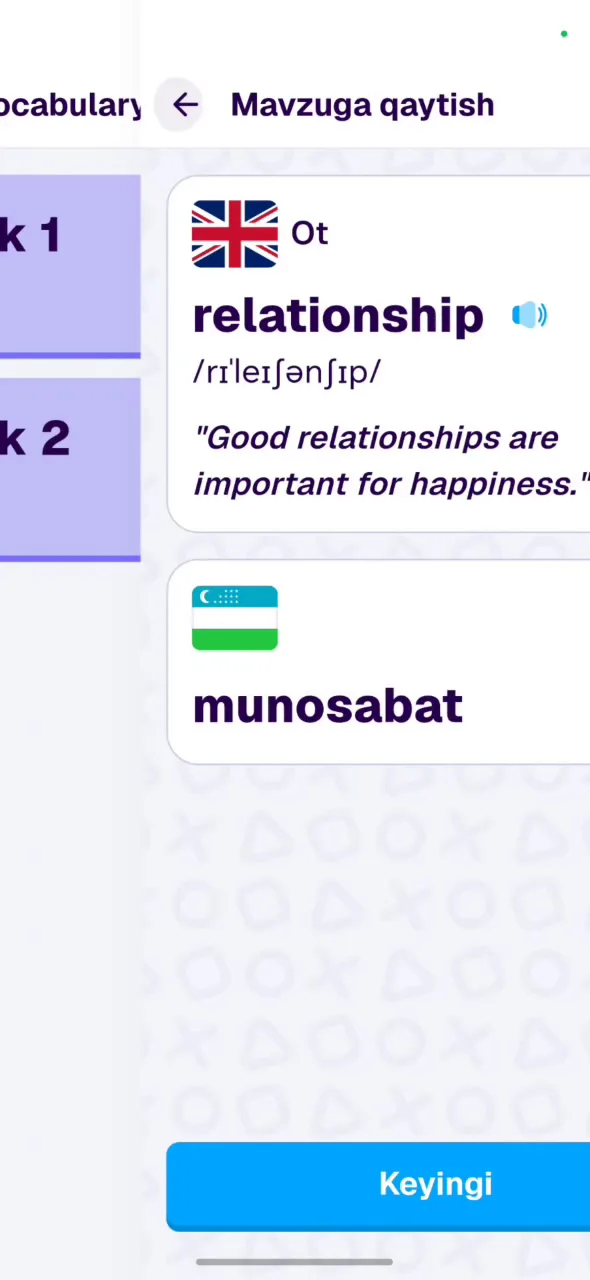 ocabulary
Mavzuga qaytish
k 1
k 2
Ot
relationship
/rɪˈleɪʃənʃɪp/
"Good relationships are
important for happiness."
munosabat
Keyingi